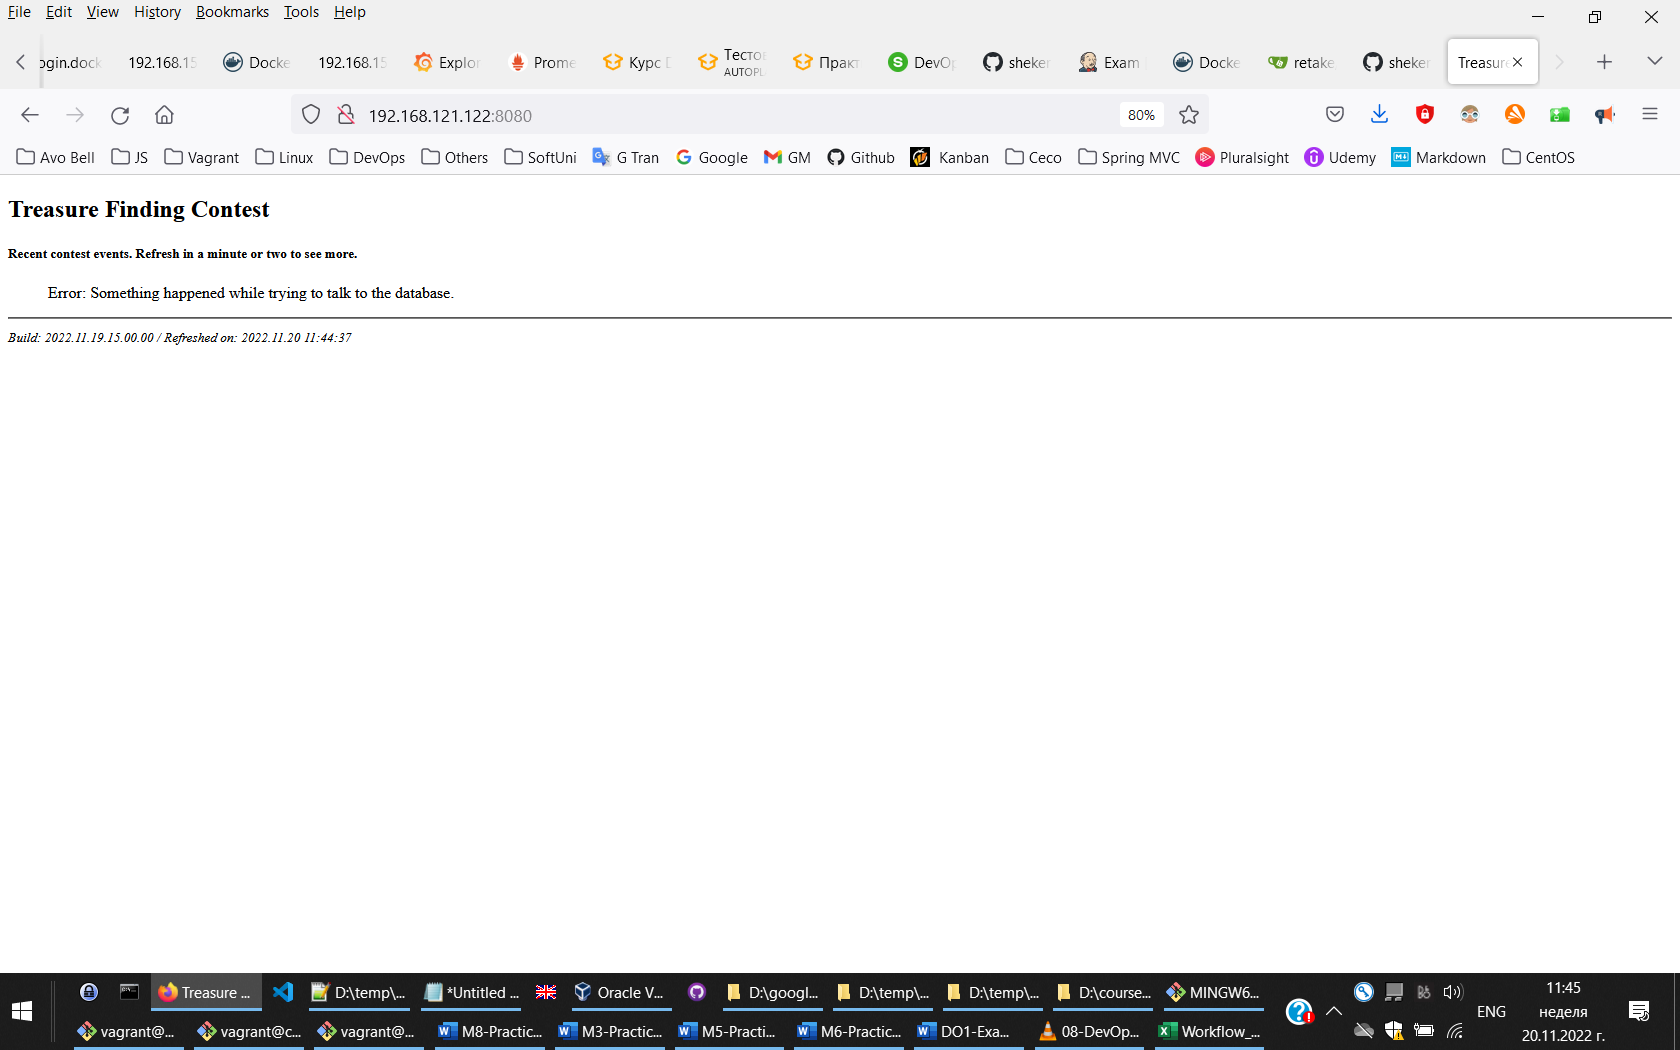 File Edit View History Bookmarks Tools Help
ogin.dock 192.168.15 Docke 192.168.15 Explor Prome Курс D Тестов AUTOPL Практ DevOp sheker Exam Docke retake sheker Treasure
192.168.121.122:8080 80%
Avo Bell JS Vagrant Linux DevOps Others SoftUni G Tran Google GM Github Kanban Ceco Spring MVC Pluralsight Udemy Markdown CentOS
Treasure Finding Contest
Recent contest events. Refresh in a minute or two to see more.
Error: Something happened while trying to talk to the database.
Build: 2022.11.19.15.00.00 / Refreshed on: 2022.11.20 11:44:37
Treasure ... D:\temp\... *Untitled ... Oracle V... D:\googl... D:\temp\... D:\temp\... D:\course... MINGW6...
vagrant@... vagrant@c... vagrant@... M8-Practic... M3-Practic... M5-Practi... M6-Practic... DO1-Exa... 08-DevOp... Workflow_...
ENG
11:45
неделя
20.11.2022 г.